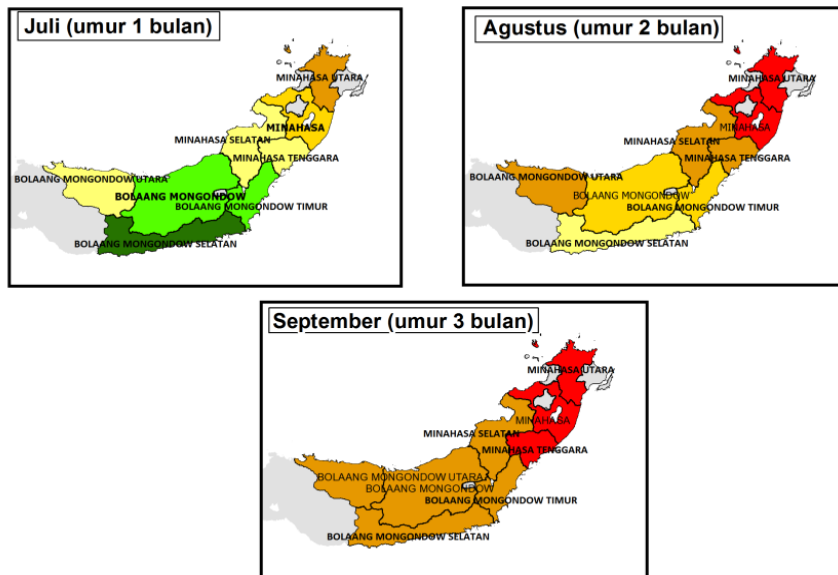 Juli (umur 1 bulan)
MINAHASA UTARA
MINAHASA
MINAHASA SELATAN
MINAHASA TENGGARA
BOLAANG MONGONDOW UTARA
BOLAANG MONGONDOW
BOLAANG MONGONDOW TIMUR
BOLAANG MONGONDOW SELATAN
Agustus (umur 2 bulan)
MINAHASA UTARA
MINAHASA
MINAHASA SELATAN
MINAHASA TENGGARA
BOLAANG MONGONDOW UTARA
BOLAANG MONGONDOW
BOLAANG MONGONDOW TIMUR
BOLAANG MONGONDOW SELATAN
September (umur 3 bulan)
MINAHASA UTARA
MINAHASA
MINAHASA SELATAN
MINAHASA TENGGARA
BOLAANG MONGONDOW UTARA
BOLAANG MONGONDOW
BOLAANG MONGONDOW TIMUR
BOLAANG MONGONDOW SELATAN